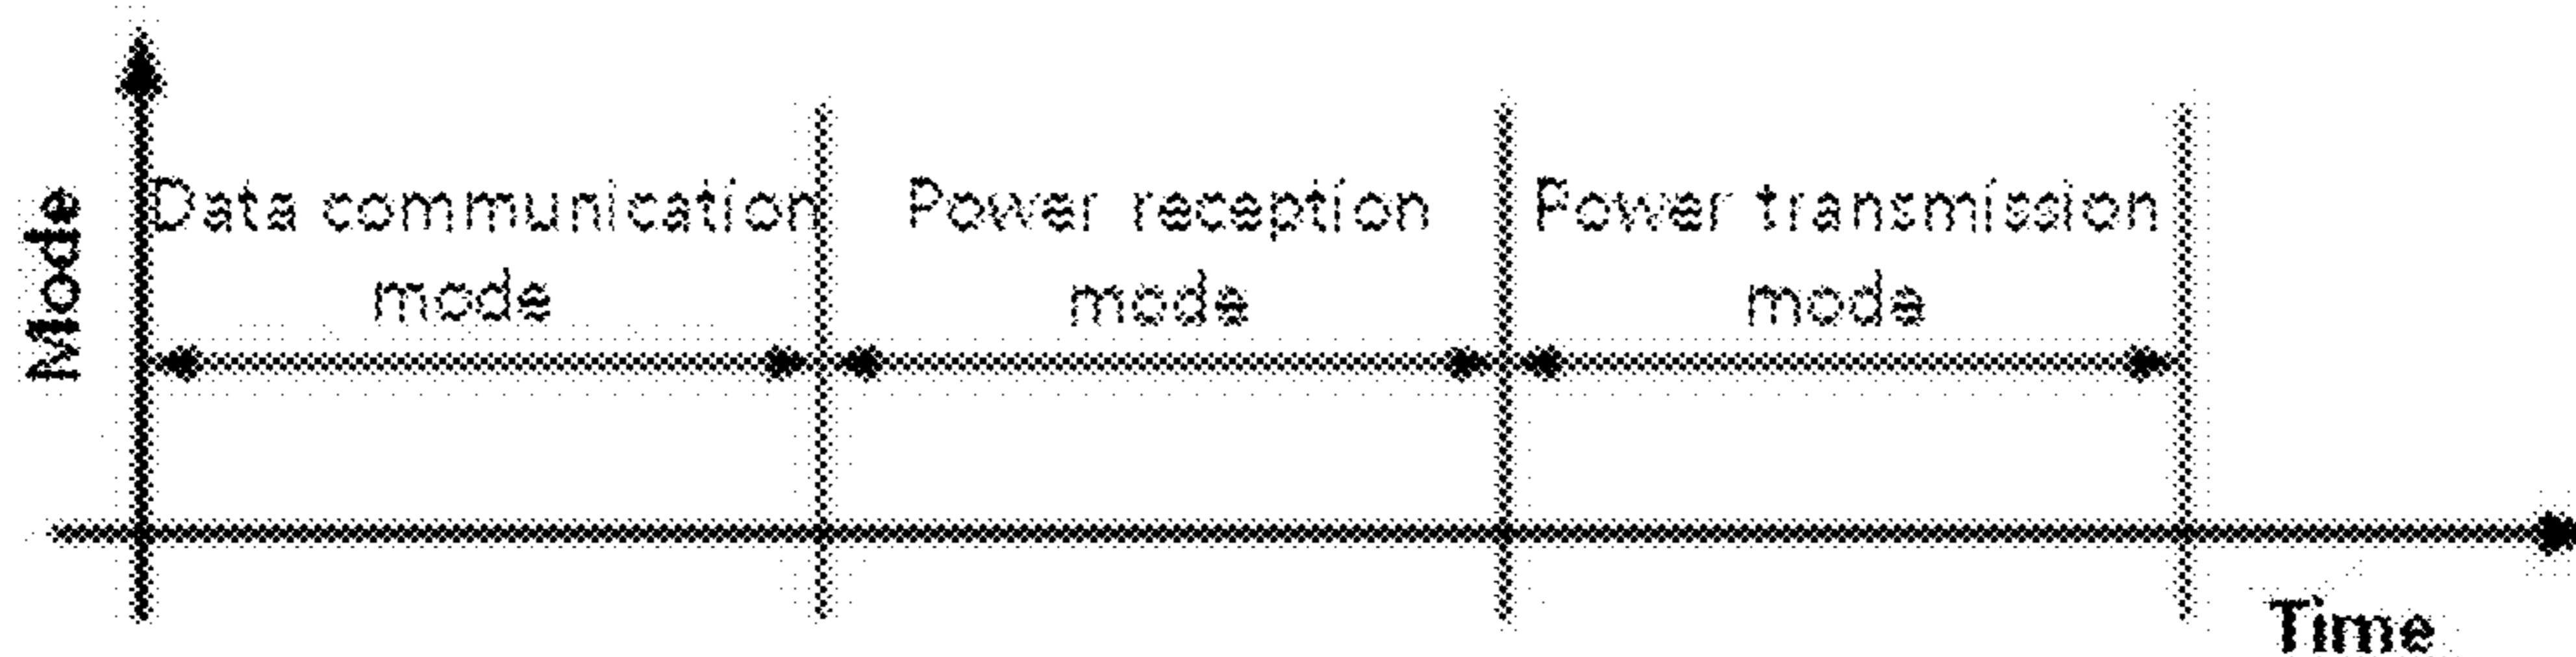 Mode
Data communication
mode
Power reception
mode
Power transmission
mode
Time